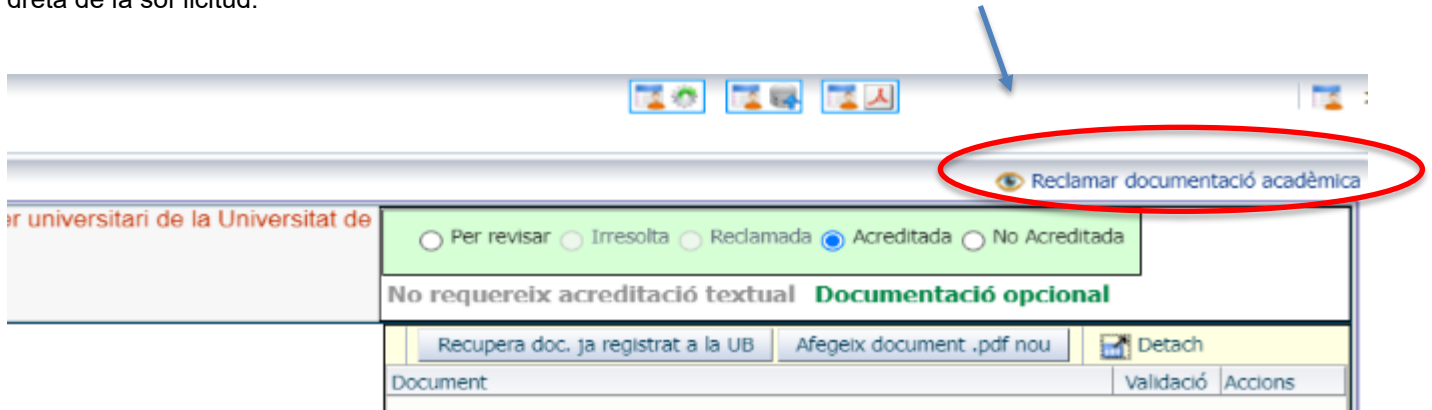 dreta de la sol·licitud.
Reclamar documentació acadèmica
er universitari de la Universitat de
Per revisar Irresolta Reclamada Acreditada No Acreditada
No requereix acreditació textual Documentació opcional
Recupera doc. ja registrat a la UB Afegeix document .pdf nou Detach
Document Validació Accions